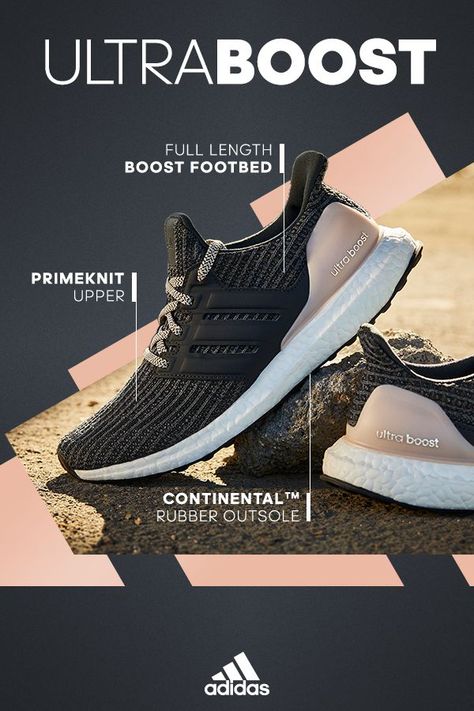 ULTRABOOST
FULL LENGTH
BOOST FOOTBED
PRIMEKNIT
UPPER
ultra boost
ultra boost
CONTINENTAL™
RUBBER OUTSOLE
adidas